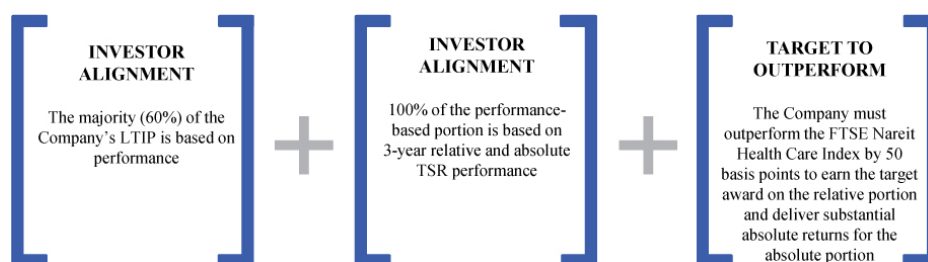 INVESTOR
ALIGNMENT
The majority (60%) of the
Company's LTIP is based on
performance
INVESTOR
ALIGNMENT
100% of the performance-
based portion is based on
3-year relative and absolute
TSR performance
TARGET TO
OUTPERFORM
The Company must
outperform the FTSE Nareit
Health Care Index by 50
basis points to earn the target
award on the relative portion
and deliver substantial
absolute returns for the
absolute portion